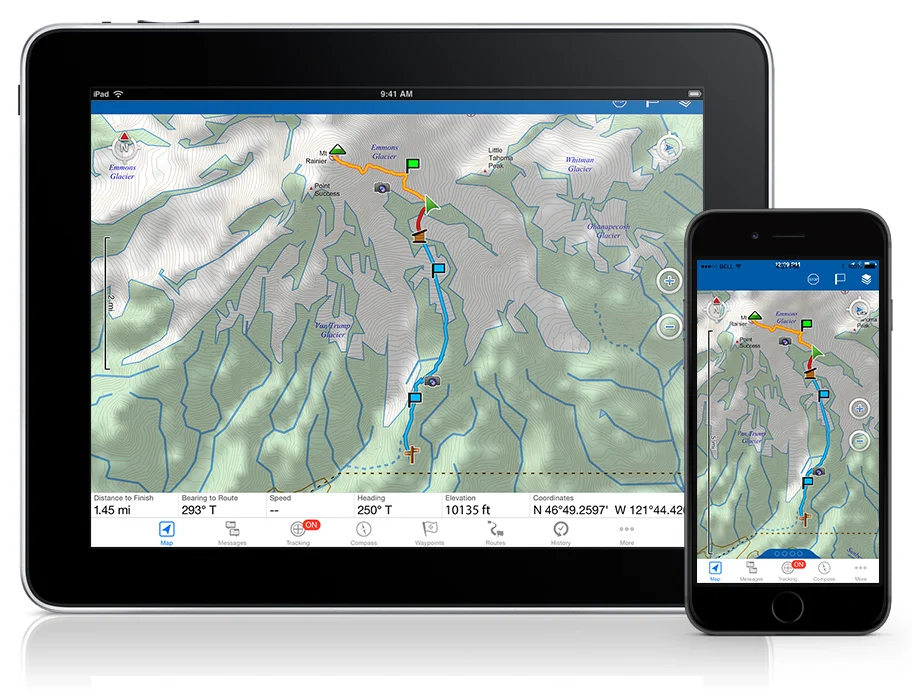 iPad
9:41 AM
N
Emmons
Glacier
Mt
Rainier
Emmons
Glacier
Little
Tahoma
Peak
Whitman
Glacier
Point
Success
Ohanapecosh
Glacier
2 mi
Van Trump
Glacier
Distance to Finish
Bearing to Route
Speed
Heading
Elevation
Coordinates
1.45 mi
293° T
--
250° T
10135 ft
N 46°49.2597' W 121°44.426
Map
Messages
ON
Tracking
Compass
Waypoints
Routes
History
More
BELL
12:09 PM
100%
N
Mt
Rainier
Emmons
Glacier
Tahoma
Peak
Point
Success
Van Trump
Glacier
Map
Messages
ON
Tracking
Compass
More